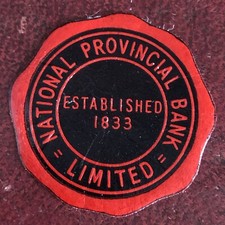 NATIONAL PROVINCIAL BANK
= LIMITED =
ESTABLISHED
1833